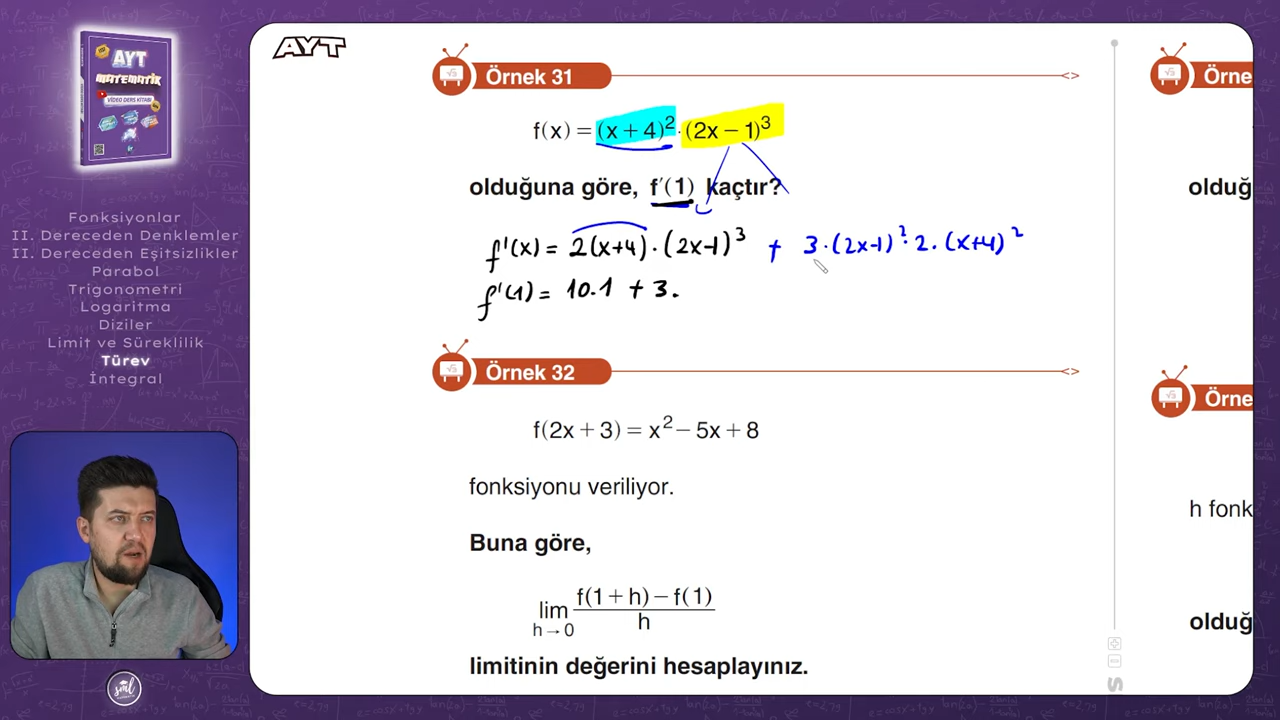 AYT
MATEMATİK
VİDEO DERS KİTABI
Fonksiyonlar
II. Dereceden Denklemler
II. Dereceden Eşitsizlikler
Parabol
Trigonometri
Logaritma
Diziler
Limit ve Süreklilik
Türev
İntegral
sml
AYT
Örnek 31
f(x) = (x + 4)² · (2x − 1)³
olduğuna göre, f′(1) kaçtır?
f'(x) = 2(x+4) · (2x-1)³ + 3 · (2x-1)² · 2 · (x+4)²
f'(1) = 10.1 + 3.
Örnek 32
f(2x + 3) = x² − 5x + 8
fonksiyonu veriliyor.
Buna göre,
lim h→0 f(1 + h) − f(1) / h
limitinin değerini hesaplayınız.
Örne
olduğ
Örne
h fonk
olduğ